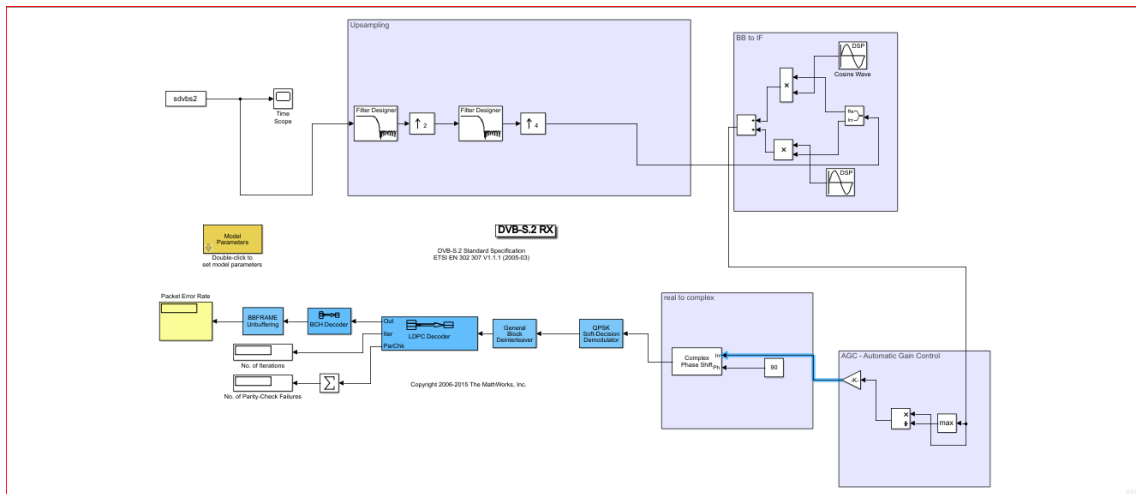 Upsampling
BB to IF
DSP
Cosine Wave
sdvbs2
Time
Scope
Filter Designer
2
Filter Designer
4
×
Re
Im
+
+
×
DSP
Model
Parameters
Double-click to
set model parameters
DVB-S.2 RX
DVB-S.2 Standard Specification
ETSI EN 302 307 V1.1.1 (2005-03)
Packet Error Rate
BBFRAME
Unbuffering
BCH Decoder
Out
Iter
ParChk
LDPC Decoder
General
Block
Deinterleaver
QPSK
Soft-Decision
Demodulator
real to complex
Complex
Phase Shift
In
Ph
90
AGC - Automatic Gain Control
-K-
×
÷
max
No. of Iterations
∑
No. of Parity-Check Failures
Copyright 2006-2015 The MathWorks, Inc.